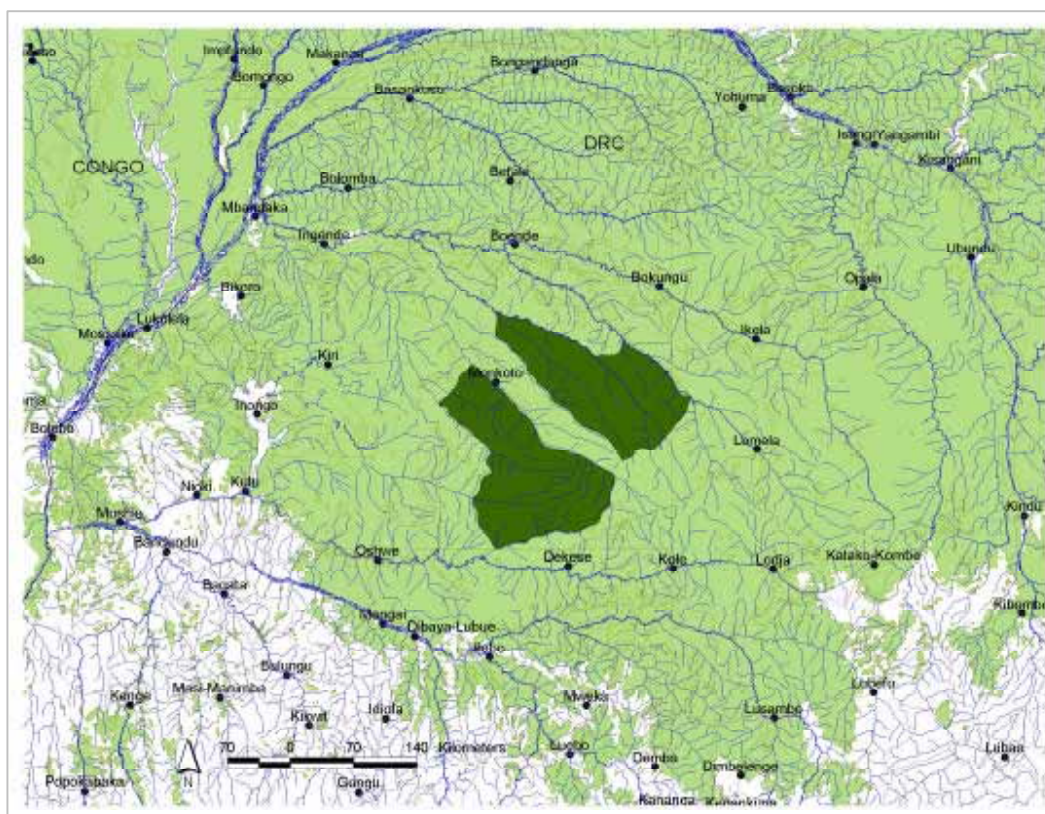 Impfondo
Makanza
Bomongo
Bongandanga
Basankusu
Basoko
Yobuma
DRC
Isangi
Yangambi
CONGO
Kisangani
Bolomba
Befale
Mbandaka
Ingende
Boende
Ubundu
Bokungu
Opala
Bikoro
Lukolela
Mossaka
Ikela
Kiri
Monkoto
Inongo
Bolobo
Lomela
Nioki
Kutu
Mushie
Kindu
Bandundu
Oshwe
Dekese
Kole
Lodja
Katako-Kombe
Bagata
Kibombo
Mangai
Dibaya-Lubue
Ilebo
Bulungu
Masi-Manimba
Mweka
Lubefu
Kenge
Idiofa
Lusambo
Kikwit
70 0 70 140 Kilometers
Luebo
Lubao
N
Demba
Dimbelenge
Popokabaka
Gungu
Kananga